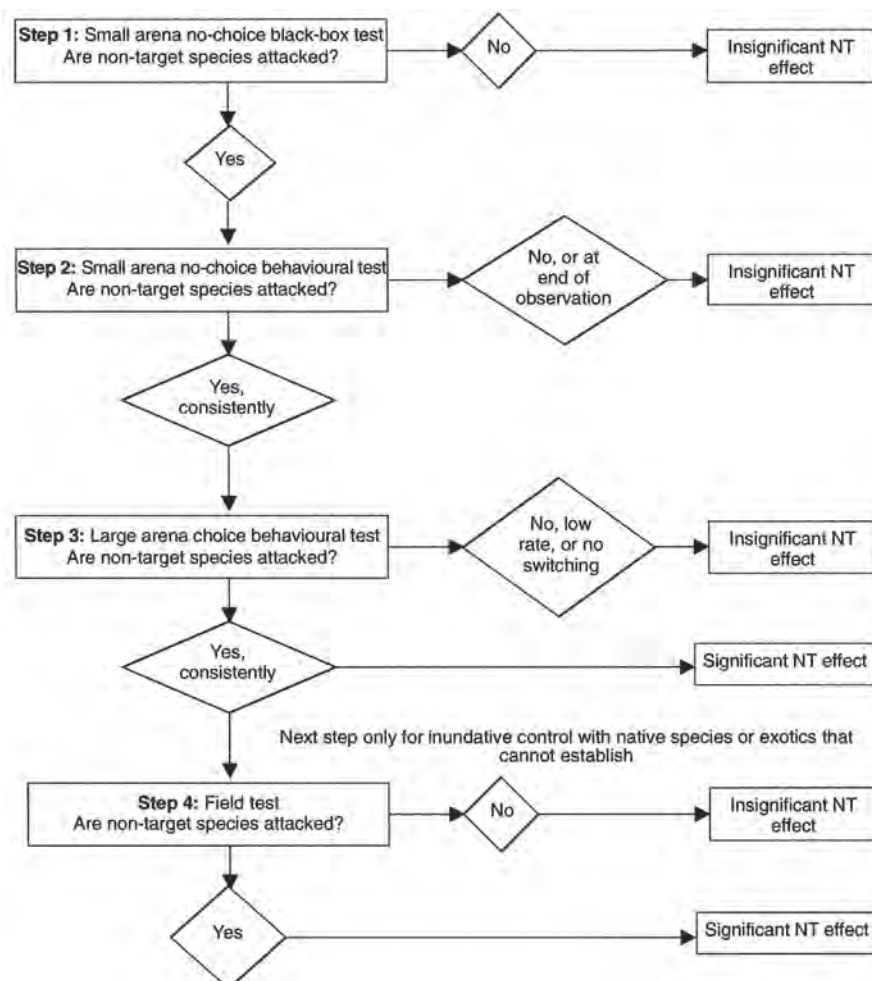 Step 1: Small arena no-choice black-box test
Are non-target species attacked?
No
Insignificant NT
effect
Yes
Step 2: Small arena no-choice behavioural test
Are non-target species attacked?
No, or at
end of
observation
Insignificant NT
effect
Yes,
consistently
Step 3: Large arena choice behavioural test
Are non-target species attacked?
No, low
rate, or no
switching
Insignificant NT
effect
Yes,
consistently
Significant NT effect
Next step only for inundative control with native species or exotics that
cannot establish
Step 4: Field test
Are non-target species attacked?
No
Insignificant NT
effect
Yes
Significant NT effect